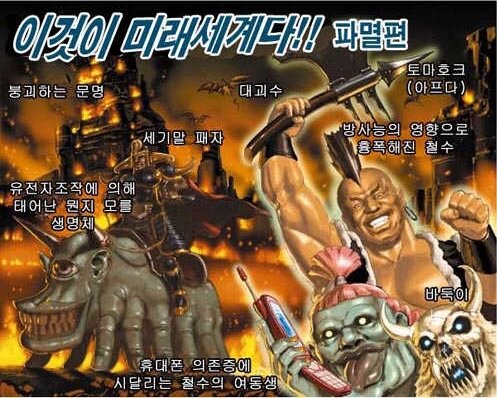 이것이 미래세계다!! 파멸편
붕괴하는 문명
대괴수
토마호크
(아프다)
세기말 패자
방사능의 영향으로
흉폭해진 철수
유전자조작에 의해
태어난 뭔지 모를
생명체
바둑이
휴대폰 의존증에
시달리는 철수의 여동생